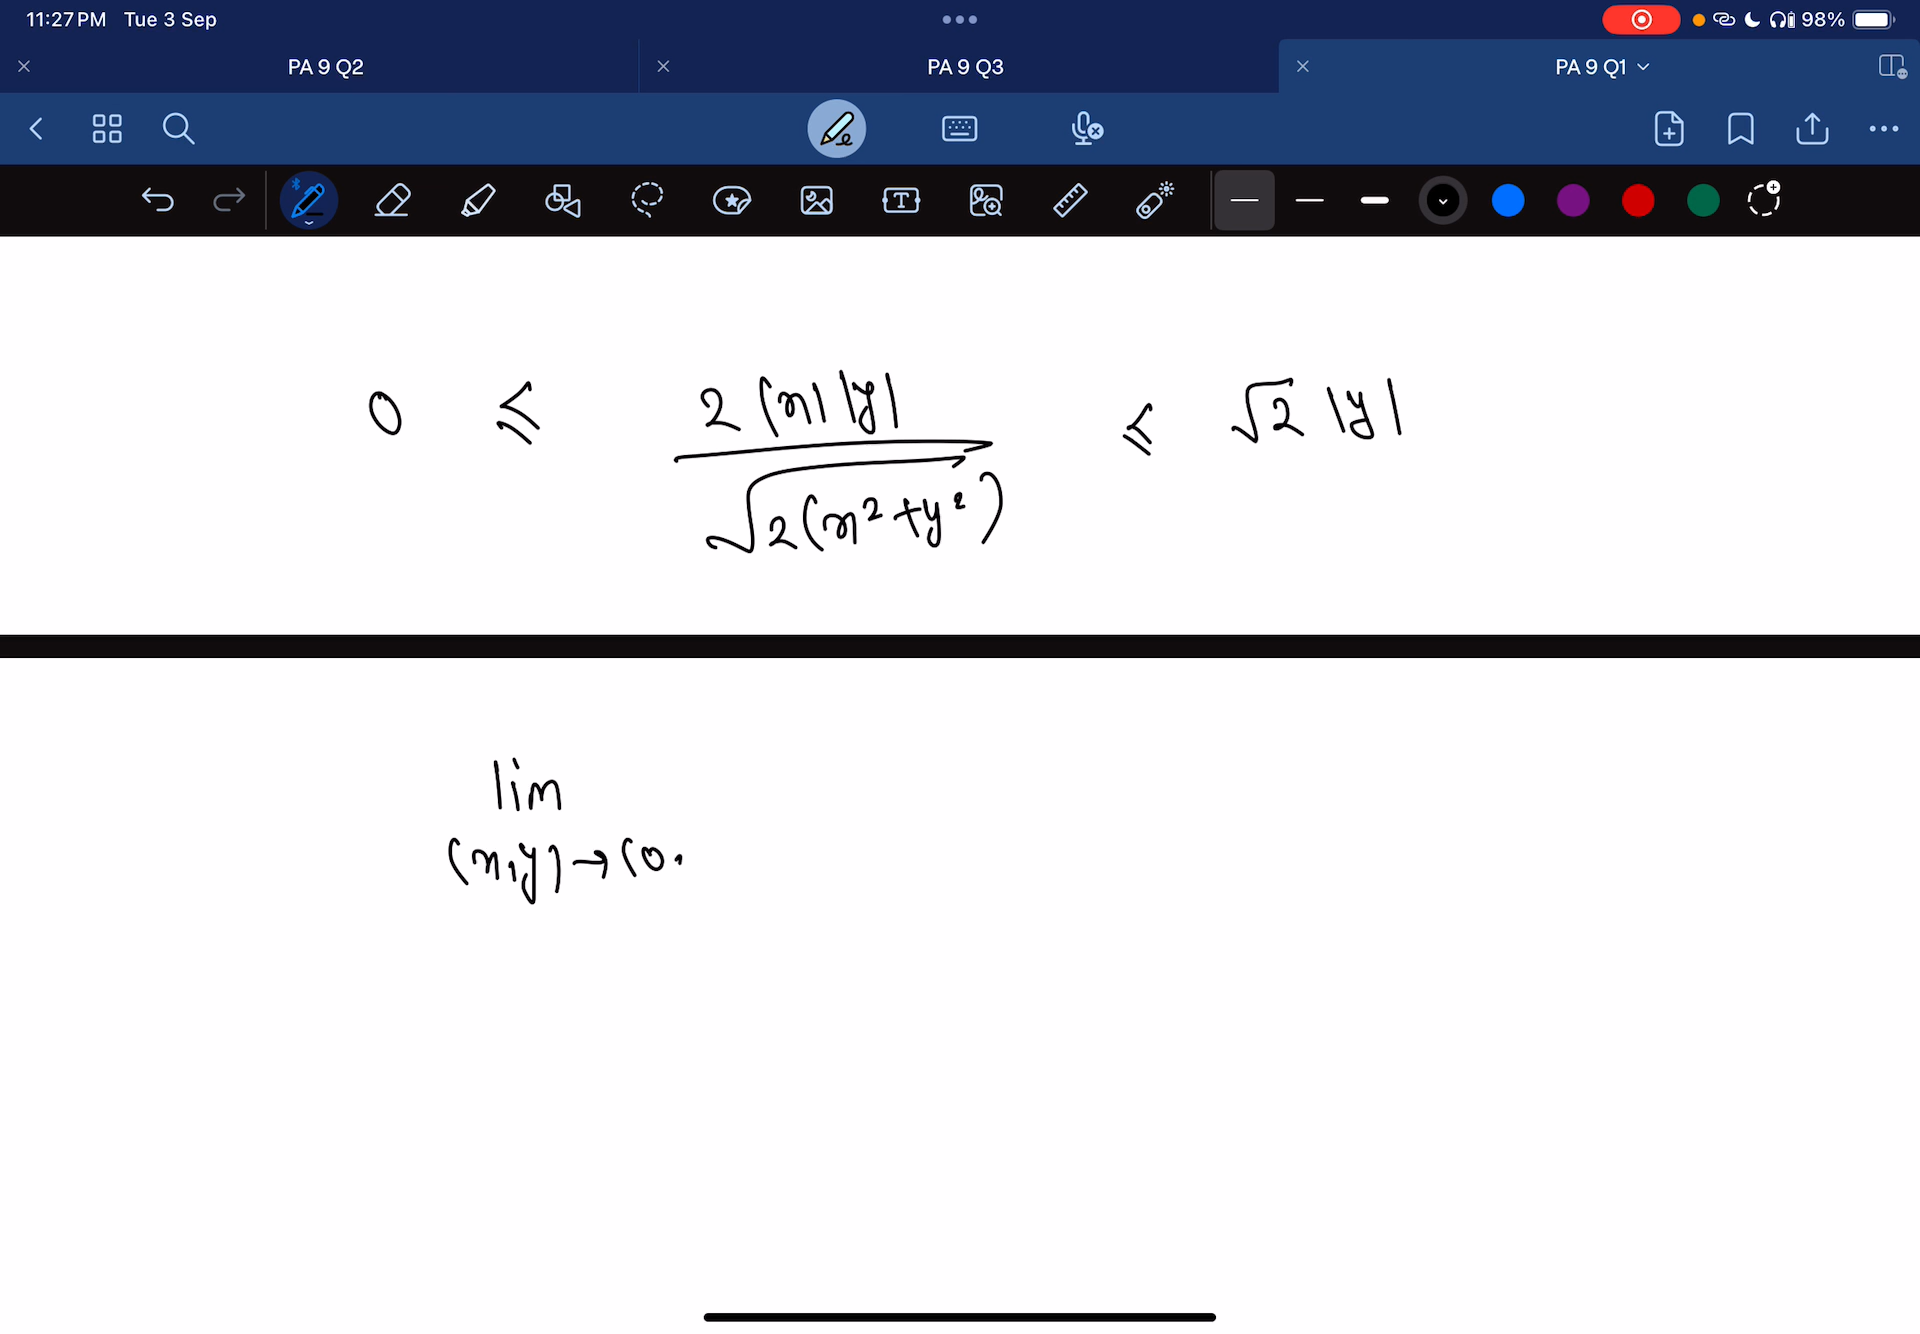 11:27 PM Tue 3 Sep 98%
PA 9 Q2 PA 9 Q3 PA 9 Q1
0 ≤ 2|x||y| / √2(x²+y²) ≤ √2 |y|
lim
(x,y)→(0,